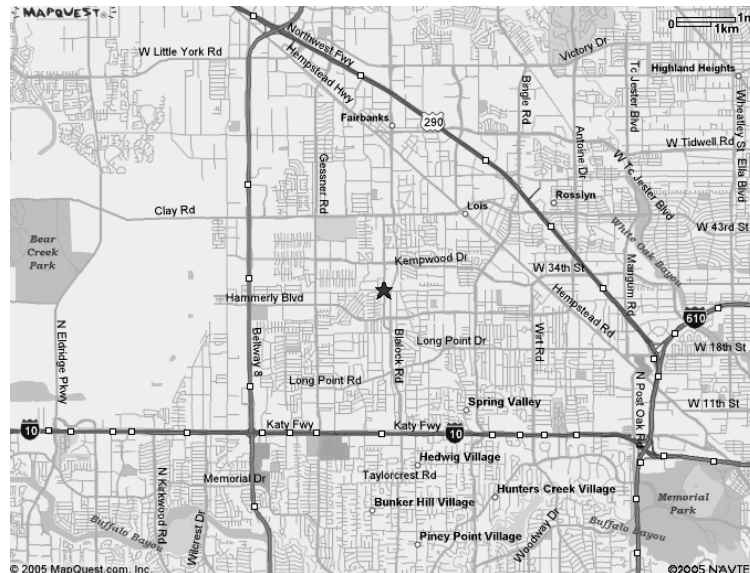 MAPQUEST
1m
0
1km
W Little York Rd
Northwest Fwy
Hempstead Hwy
Victory Dr
Highland Heights
Tc Jester Blvd
Bingle Rd
Wheatley St
Ella Blvd
Fairbanks
290
Antoine Dr
W Tidwell Rd
Gessner Rd
W Tc Jester Blvd
Rosslyn
Clay Rd
Lois
White Oak Bayou
W 43rd St
Bear
Creek
Park
Kempwood Dr
W 34th St
Mangum Rd
Hammerly Blvd
Hempstead Rd
610
N Eldridge Pkwy
Beltway 8
Blalock Rd
Long Point Dr
Wirt Rd
W 18th St
Long Point Rd
N Post Oak Rd
Spring Valley
W 11th St
10
Katy Fwy
Katy Fwy
10
Hedwig Village
Memorial Dr
Taylorcrest Rd
N Kirkwood Rd
Hunters Creek Village
Memorial
Park
Bunker Hill Village
Buffalo Bayou
Wilcrest Dr
Woodway Dr
Buffalo Bayou
Piney Point Village
© 2005 MapQuest.com, Inc.
©2005 NAVTE